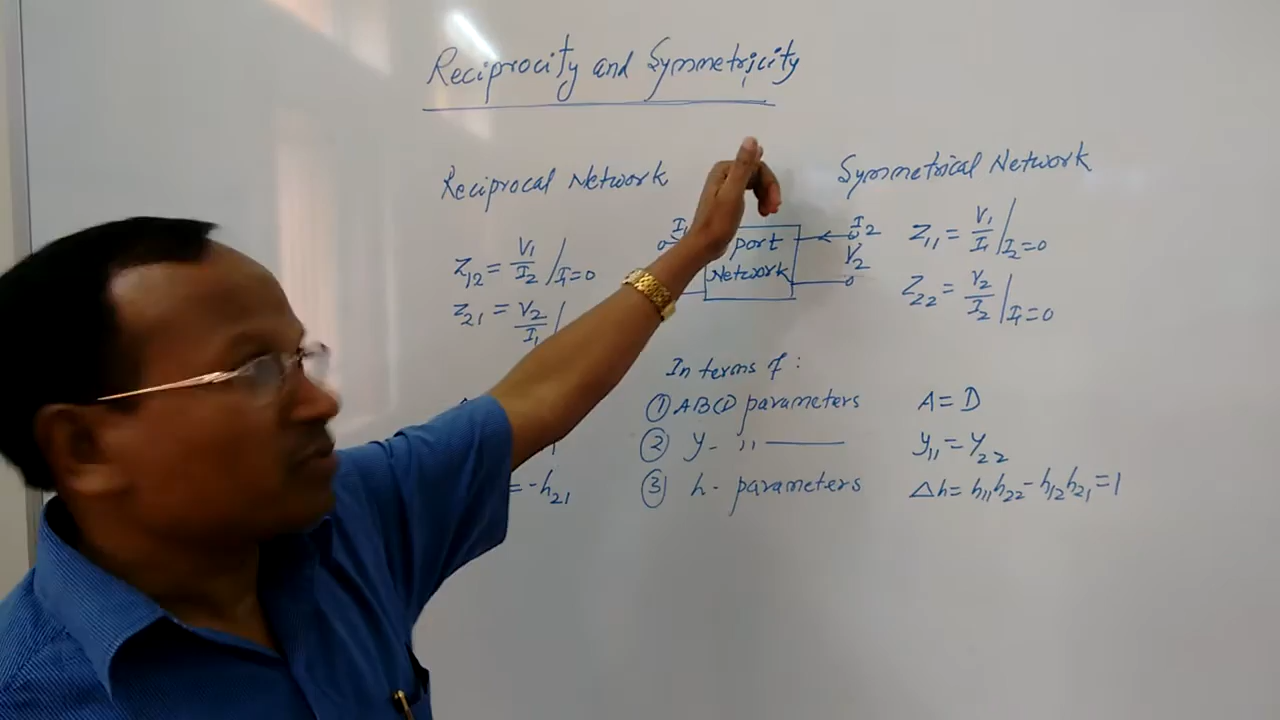 Reciprocity and Symmetricity
Reciprocal Network
Symmetrical Network
Z12 = V1/I2 | I1=0
Z21 = V2/I1 |
I1
port
Network
I2
V2
Z11 = V1/I1 | I2=0
Z22 = V2/I2 | I1=0
In terms of :
① ABCD parameters
A = D
② y- ,, ——
y11 = y22
= -h21
③ h- parameters
Δh = h11h22 - h12h21 = 1